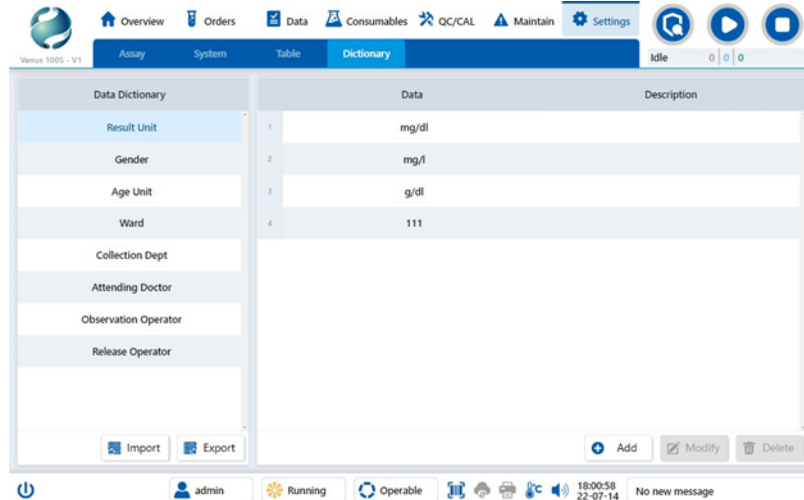 Overview Orders Data Consumables QC/CAL Maintain Settings
Venus 100S - V1
Assay System Table Dictionary
Idle 0 0 0
Data Dictionary Data Description
Result Unit 1 mg/dl
Gender 2 mg/l
Age Unit 3 g/dl
Ward 4 111
Collection Dept
Attending Doctor
Observation Operator
Release Operator
Import Export Add Modify Delete
admin Running Operable °C 18:00:58
22-07-14 No new message